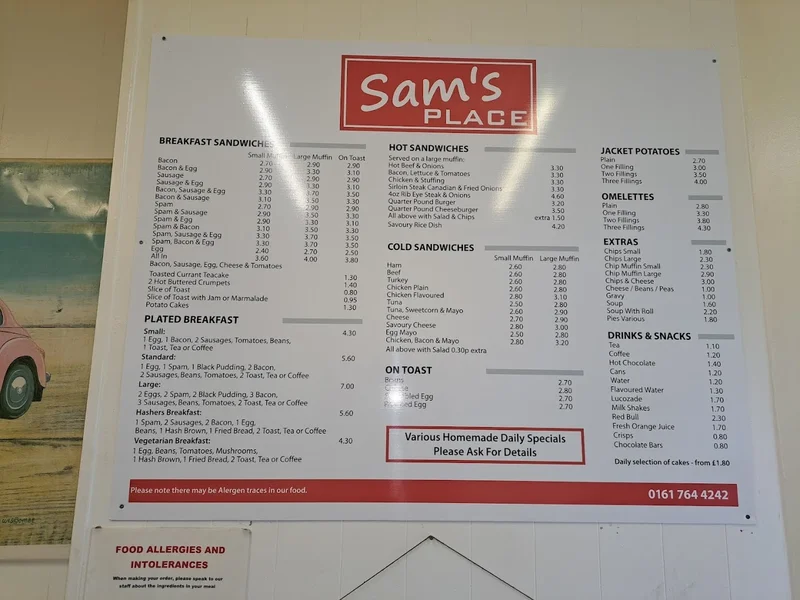 Sam's
PLACE
BREAKFAST SANDWICHES
Small Muffin Large Muffin On Toast
Bacon 2.70 2.90 2.90
Bacon & Egg 2.90 3.30 3.10
Sausage 2.70 2.90 2.90
Sausage & Egg 2.90 3.30 3.10
Bacon, Sausage & Egg 3.30 3.70 3.50
Bacon & Sausage 3.10 3.50 3.30
Spam 2.70 2.90 2.90
Spam & Sausage 2.90 3.50 3.30
Spam & Egg 2.90 3.30 3.10
Spam & Bacon 3.10 3.50 3.30
Spam, Sausage & Egg 3.30 3.70 3.50
Spam, Bacon & Egg 3.30 3.70 3.50
Egg 2.40 2.70 2.50
All In 3.60 4.00 3.80
Bacon, Sausage, Egg, Cheese & Tomatoes
Toasted Currant Teacake 1.30
2 Hot Buttered Crumpets 1.40
Slice of Toast 0.80
Slice of Toast with Jam or Marmalade 0.95
Potato Cakes 1.30
PLATED BREAKFAST
Small: 4.30
1 Egg, 1 Bacon, 2 Sausages, Tomatoes, Beans,
1 Toast, Tea or Coffee
Standard: 5.60
1 Egg, 1 Spam, 1 Black Pudding, 2 Bacon,
2 Sausages, Beans, Tomatoes, 2 Toast, Tea or Coffee
Large: 7.00
2 Eggs, 2 Spam, 2 Black Pudding, 3 Bacon,
3 Sausages, Beans, Tomatoes, 2 Toast, Tea or Coffee
Hashers Breakfast: 5.60
1 Spam, 2 Sausages, 2 Bacon, 1 Egg,
Beans, 1 Hash Brown, 1 Fried Bread, 2 Toast, Tea or Coffee
Vegetarian Breakfast: 4.30
1 Egg, Beans, Tomatoes, Mushrooms,
1 Hash Brown, 1 Fried Bread, 2 Toast, Tea or Coffee
HOT SANDWICHES
Served on a large muffin:
Hot Beef & Onions 3.30
Bacon, Lettuce & Tomatoes 3.30
Chicken & Stuffing 3.30
Sirloin Steak Canadian & Fried Onions 3.30
4oz Rib Eye Steak & Onions 4.60
Quarter Pound Burger 3.20
Quarter Pound Cheeseburger 3.50
All above with Salad & Chips extra 1.50
Savoury Rice Dish 4.20
COLD SANDWICHES
Small Muffin Large Muffin
Ham 2.60 2.80
Beef 2.60 2.80
Turkey 2.60 2.80
Chicken Plain 2.60 2.80
Chicken Flavoured 2.80 3.10
Tuna 2.50 2.80
Tuna, Sweetcorn & Mayo 2.60 2.90
Cheese 2.70 2.90
Savoury Cheese 2.80 3.00
Egg Mayo 2.50 2.80
Chicken, Bacon & Mayo 2.80 3.20
All above with Salad 0.30p extra
ON TOAST
Beans 2.70
Cheese 2.80
Egg 2.70
Egg 2.70
Various Homemade Daily Specials
Please Ask For Details
JACKET POTATOES
Plain 2.70
One Filling 3.00
Two Fillings 3.50
Three Fillings 4.00
OMELETTES
Plain 2.80
One Filling 3.30
Two Fillings 3.80
Three Fillings 4.30
EXTRAS
Chips Small 1.80
Chips Large 2.30
Chip Muffin Small 2.30
Chip Muffin Large 2.90
Chips & Cheese 3.00
Cheese / Beans / Peas 1.00
Gravy 1.00
Soup 1.60
Soup With Roll 2.20
Pies Various 1.80
DRINKS & SNACKS
Tea 1.10
Coffee 1.20
Hot Chocolate 1.40
Cans 1.20
Water 1.20
Flavoured Water 1.30
Lucozade 1.70
Milk Shakes 1.70
Red Bull 2.30
Fresh Orange Juice 1.70
Crisps 0.80
Chocolate Bars 0.80
Daily selection of cakes - from £1.80
Please note there may be Alergen traces in our food.
0161 764 4242
FOOD ALLERGIES AND
INTOLERANCES
When making your order, please speak to our
staff about the ingredients in your meal